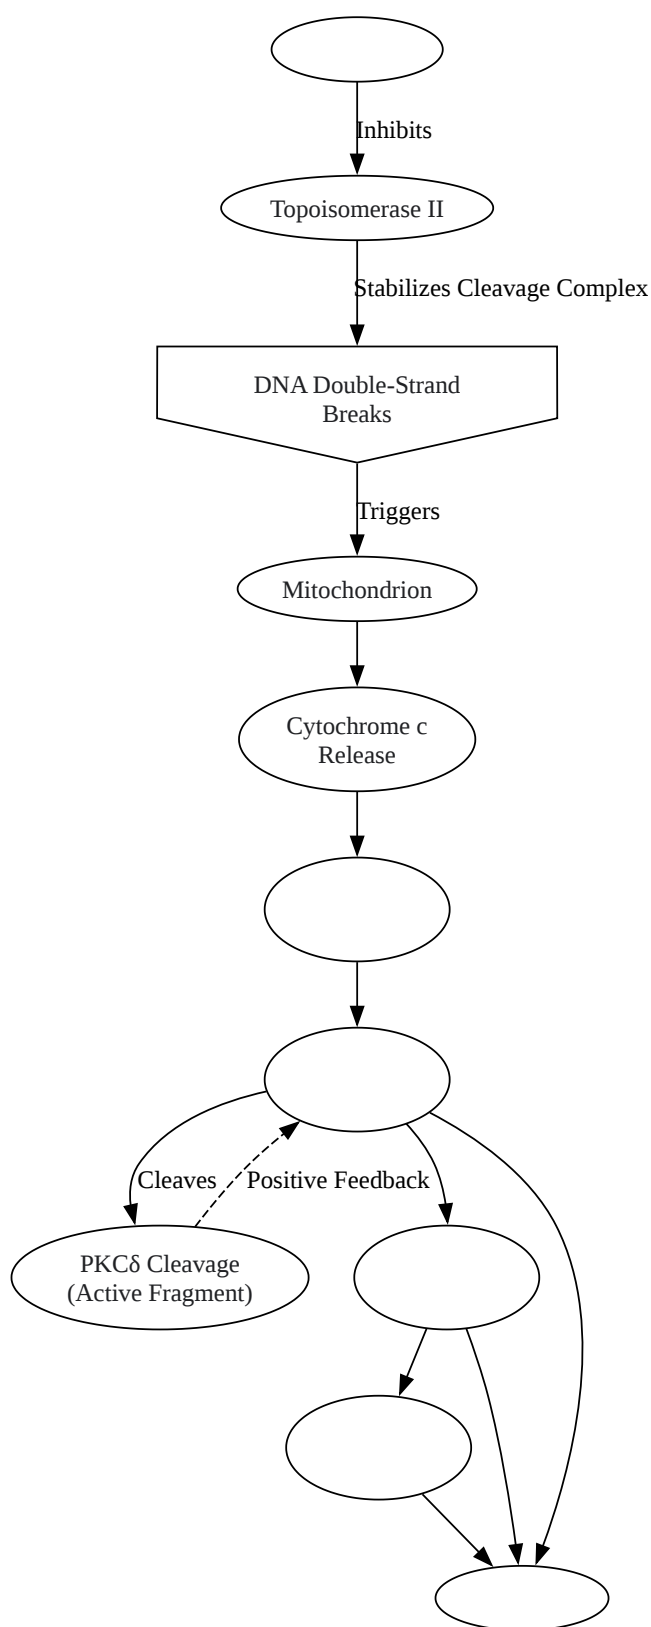 Inhibits
Topoisomerase II
Stabilizes Cleavage Complex
DNA Double-Strand
Breaks
Triggers
Mitochondrion
Cytochrome c
Release
Cleaves
Positive Feedback
PKCδ Cleavage
(Active Fragment)